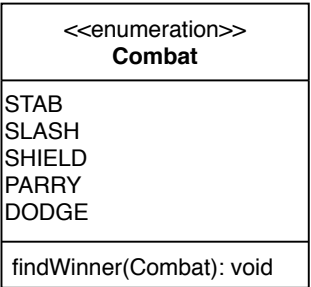 <<enumeration>>
Combat
STAB
SLASH
SHIELD
PARRY
DODGE
findWinner(Combat): void